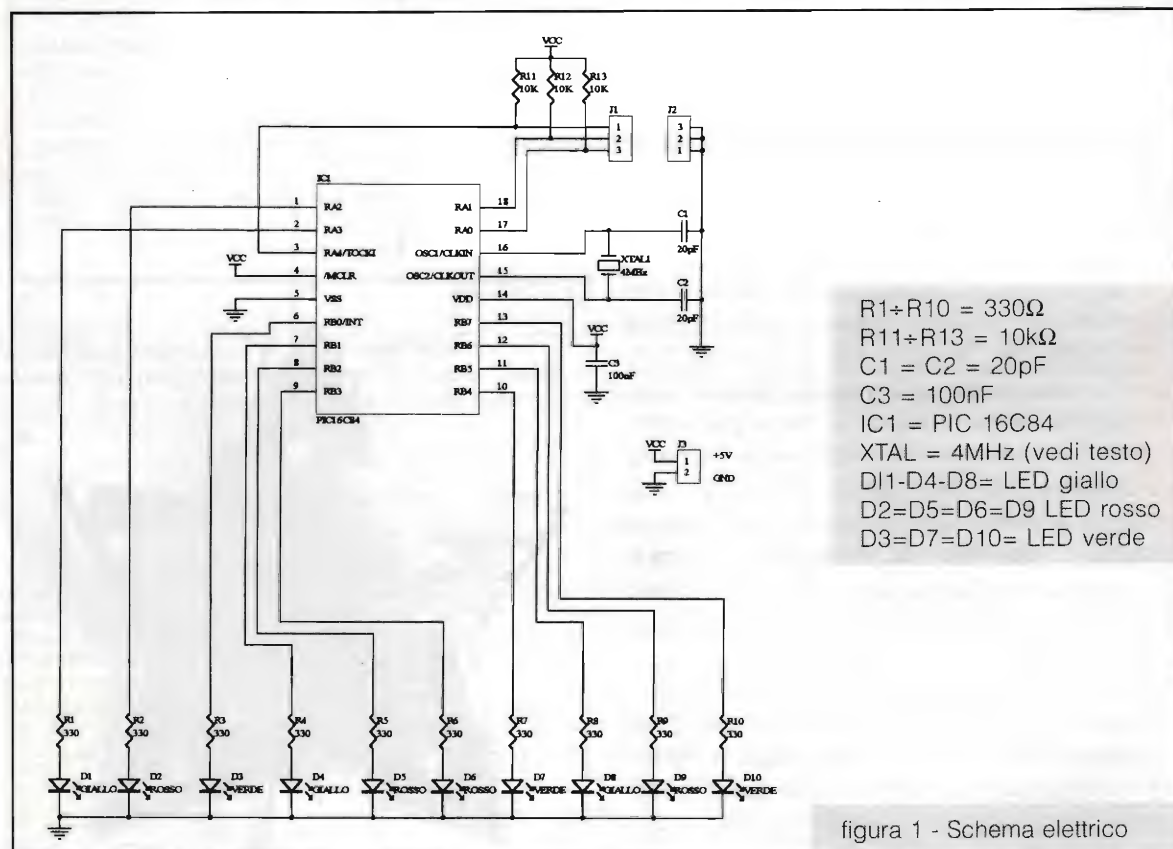 VCC
R11 R12 R13
10K 10K 10K
J1 J2
1 3
2 2
3 1
IC1
1 RA2 RA1 18
2 RA3 RA0 17
3 RA4/TOCKI OSC1/CLKIN 16
4 /MCLR OSC2/CLKOUT 15
5 VSS VDD 14
6 RB0/INT RB7 13
7 RB1 RB6 12
8 RB2 RB5 11
9 RB3 RB4 10
PIC16C84
VCC
C1
20pF
XTAL1
4MHz
C2
20pF
VCC
C3
100nF
J3
VCC 1 +5V
2 GND
R1 R2 R3 R4 R5 R6 R7 R8 R9 R10
330 330 330 330 330 330 330 330 330 330
D1 D2 D3 D4 D5 D6 D7 D8 D9 D10
GIALLO ROSSO VERDE GIALLO ROSSO ROSSO VERDE GIALLO ROSSO VERDE
R1÷R10 = 330Ω
R11÷R13 = 10kΩ
C1 = C2 = 20pF
C3 = 100nF
IC1 = PIC 16C84
XTAL = 4MHz (vedi testo)
DI1-D4-D8= LED giallo
D2=D5=D6=D9 LED rosso
D3=D7=D10= LED verde
figura 1 - Schema elettrico